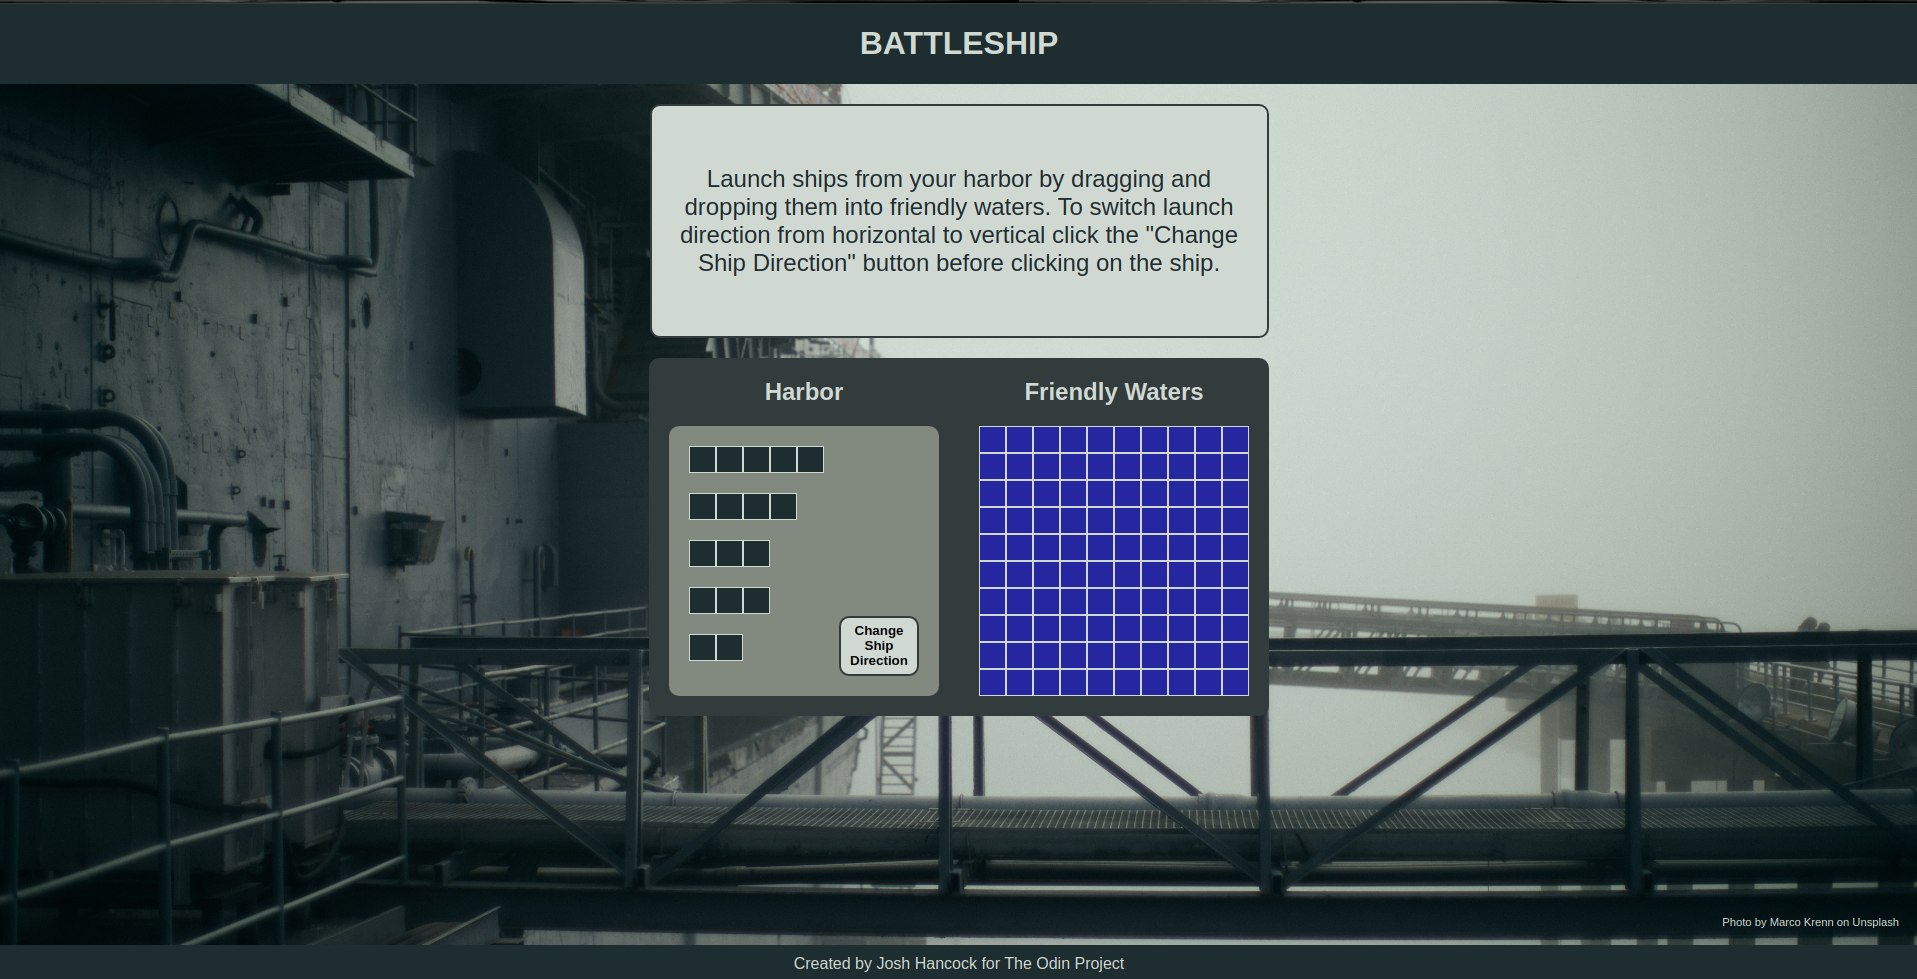 BATTLESHIP
Launch ships from your harbor by dragging and
dropping them into friendly waters. To switch launch
direction from horizontal to vertical click the "Change
Ship Direction" button before clicking on the ship.
Harbor
Friendly Waters
Change
Ship
Direction
Photo by Marco Krenn on Unsplash
Created by Josh Hancock for The Odin Project